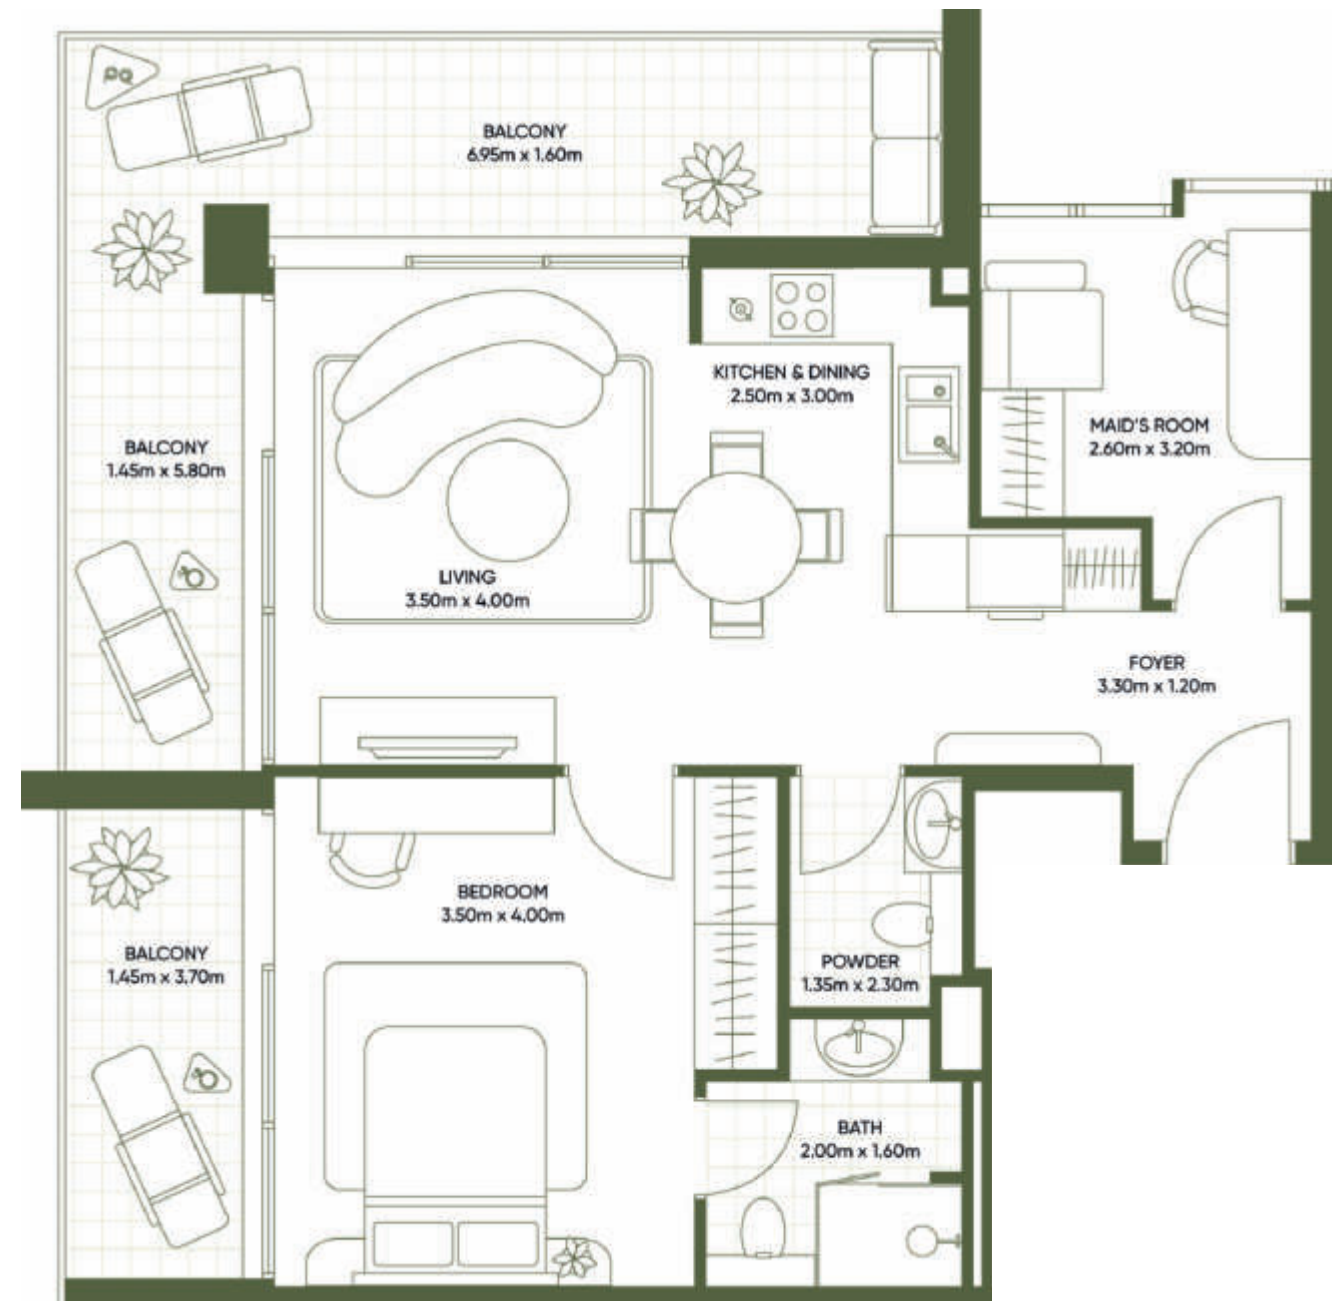 BALCONY
6.95m x 1.60m
KITCHEN & DINING
2.50m x 3.00m
MAID'S ROOM
2.60m x 3.20m
BALCONY
1.45m x 5.80m
LIVING
3.50m x 4.00m
FOYER
3.30m x 1.20m
BEDROOM
3.50m x 4.00m
BALCONY
1.45m x 3.70m
POWDER
1.35m x 2.30m
BATH
2.00m x 1.60m